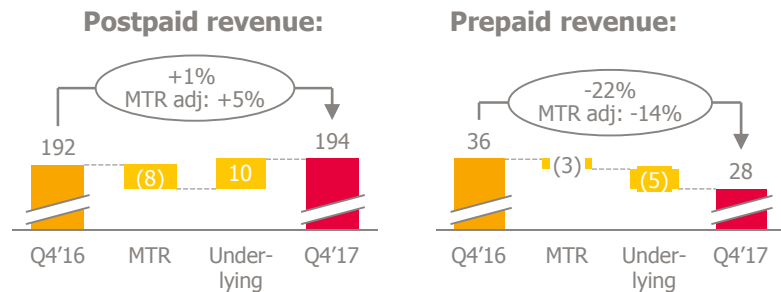 Postpaid revenue:
+1%
MTR adj: +5%
192
(8)
10
194
Q4'16
MTR
Under-
lying
Q4'17
Prepaid revenue:
-22%
MTR adj: -14%
36
(3)
(5)
28
Q4'16
MTR
Under-
lying
Q4'17